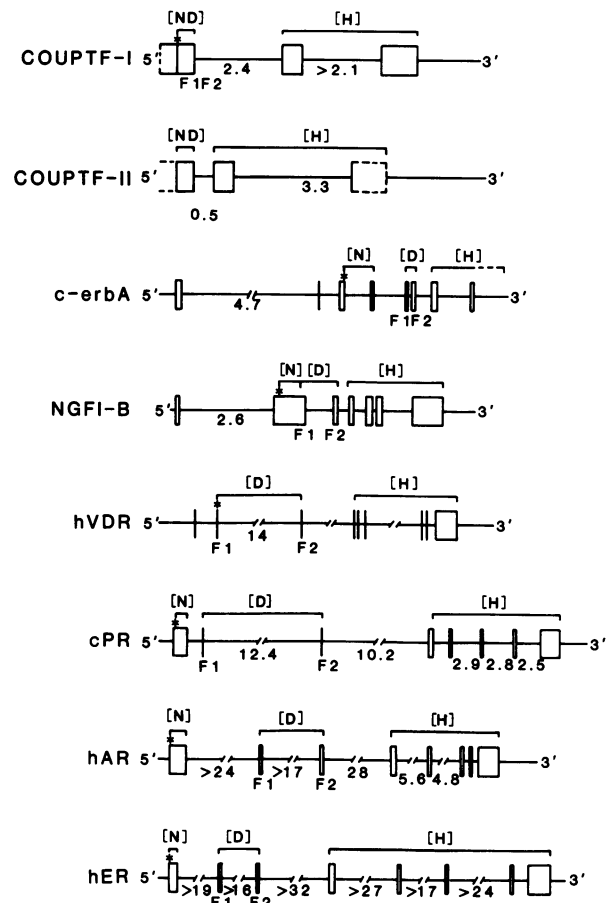 [ND] [H]
* COUPTF-I 5' 3'
F1F2 2.4 >2.1
[ND] [H]
COUPTF-II 5' 3.3 3'
0.5
[N] [D] [H]
*
c-erbA 5' 4.7 3'
F1F2
[N][D] [H]
*
NGFI-B 5' 3'
2.6 F1 F2
[D] [H]
*
hVDR 5' 3'
F1 14 F2
[N] [D] [H]
*
cPR 5' 3'
F1 12.4 F2 10.2 2.9 2.8 2.5
[N] [D] [H]
*
hAR 5' 3'
>24 F1 >17 F2 28 5.6 4.8
[N] [D] [H]
*
hER 5' 3'
>19 F1 >16 F2 >32 >27 >17 >24